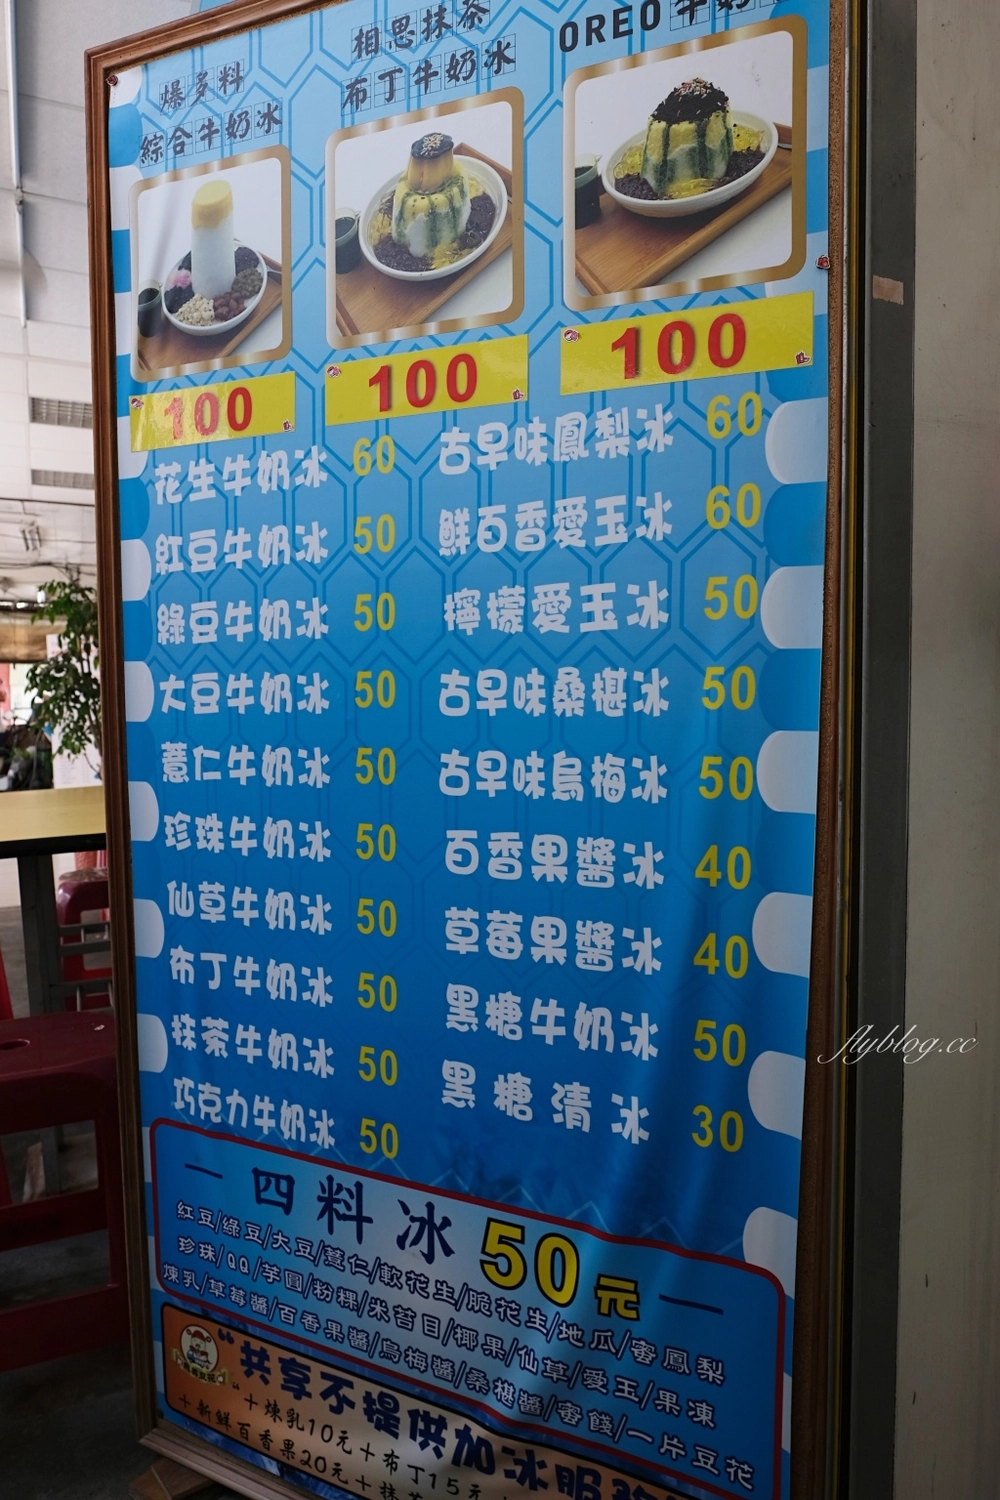 爆多料
綜合牛奶冰
100
相思抹茶
布丁牛奶冰
100
OREO牛奶
100
花生牛奶冰 60
紅豆牛奶冰 50
綠豆牛奶冰 50
大豆牛奶冰 50
薏仁牛奶冰 50
珍珠牛奶冰 50
仙草牛奶冰 50
布丁牛奶冰 50
抹茶牛奶冰 50
巧克力牛奶冰 50
古早味鳳梨冰 60
鮮百香愛玉冰 60
檸檬愛玉冰 50
古早味桑椹冰 50
古早味烏梅冰 50
百香果醬冰 40
草莓果醬冰 40
黑糖牛奶冰 50
黑糖清冰 30
四料冰 50元
紅豆/綠豆/大豆/薏仁/軟花生/脆花生/地瓜/蜜鳳梨
珍珠/QQ/芋圓/粉粿/米苔目/椰果/仙草/愛玉/果凍
煉乳/草莓醬/百香果醬/烏梅醬/桑椹醬/蜜餞/一片豆花
共享不提供加冰服務
+煉乳10元+布丁15元
+新鮮百香果20元+抹茶
flyblog.cc